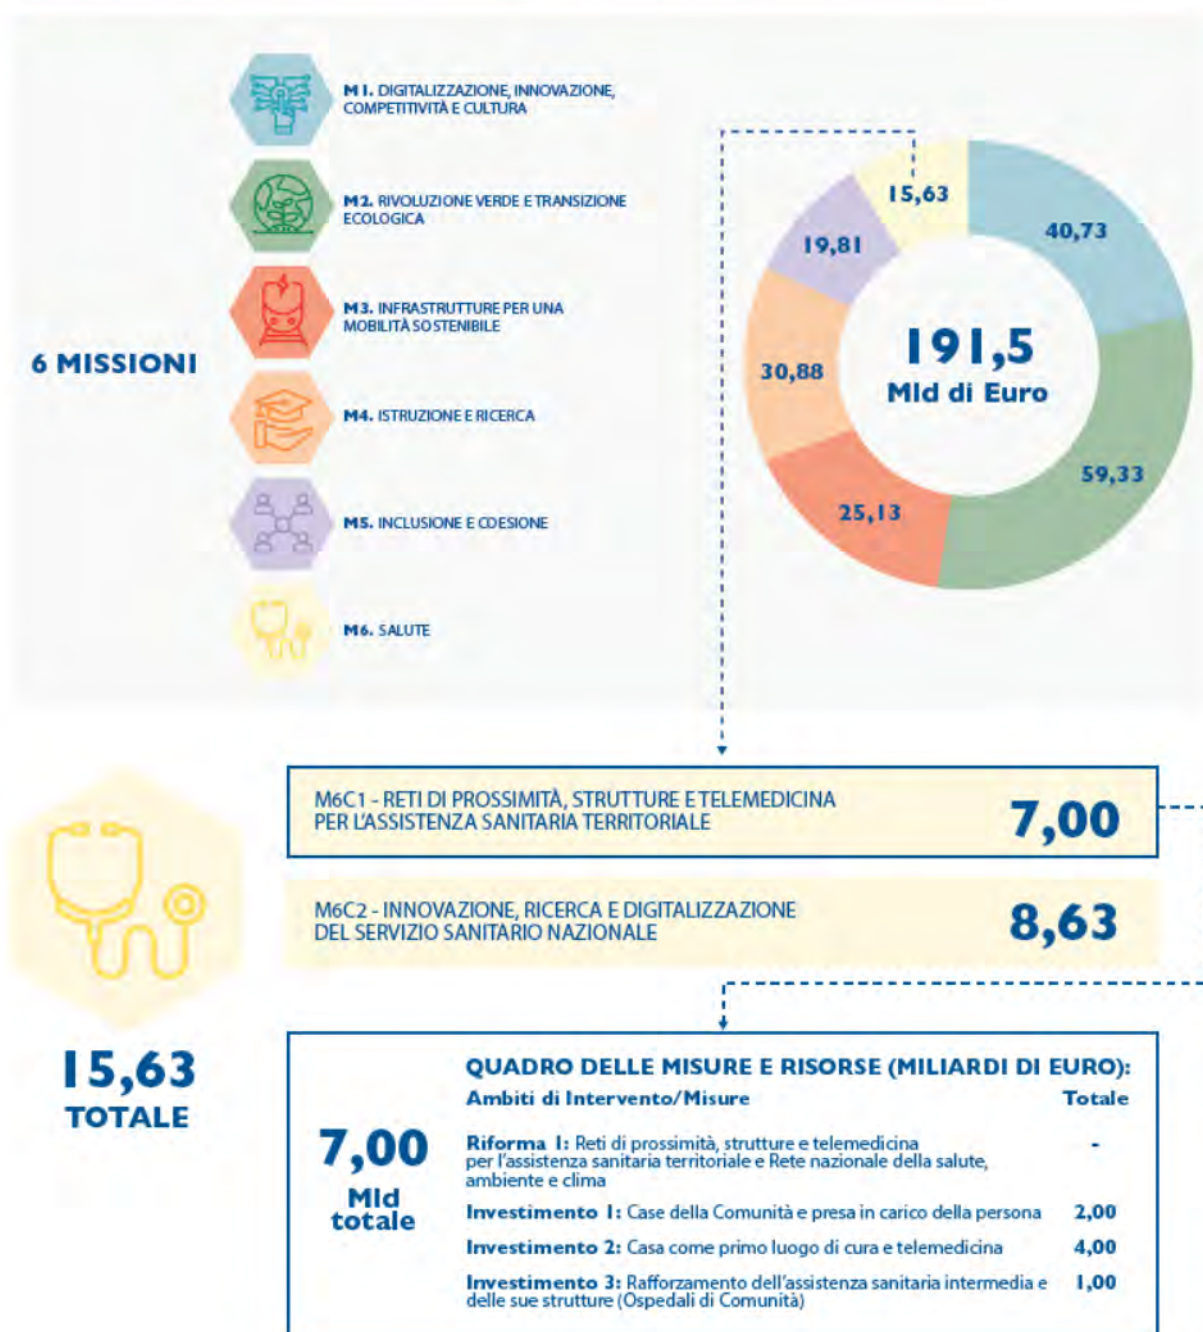 6 MISSIONI
M1. DIGITALIZZAZIONE, INNOVAZIONE,
COMPETITIVITÀ E CULTURA
M2. RIVOLUZIONE VERDE E TRANSIZIONE
ECOLOGICA
M3. INFRASTRUTTURE PER UNA
MOBILITÀ SOSTENIBILE
M4. ISTRUZIONE E RICERCA
M5. INCLUSIONE E COESIONE
M6. SALUTE
15,63
40,73
19,81
191,5
Mld di Euro
30,88
59,33
25,13
M6C1 - RETI DI PROSSIMITÀ, STRUTTURE E TELEMEDICINA
PER L'ASSISTENZA SANITARIA TERRITORIALE
7,00
M6C2 - INNOVAZIONE, RICERCA E DIGITALIZZAZIONE
DEL SERVIZIO SANITARIO NAZIONALE
8,63
15,63
TOTALE
7,00
Mld
totale
QUADRO DELLE MISURE E RISORSE (MILIARDI DI EURO):
Ambiti di Intervento/Misure Totale
Riforma 1: Reti di prossimità, strutture e telemedicina -
per l'assistenza sanitaria territoriale e Rete nazionale della salute,
ambiente e clima
Investimento 1: Case della Comunità e presa in carico della persona 2,00
Investimento 2: Casa come primo luogo di cura e telemedicina 4,00
Investimento 3: Rafforzamento dell'assistenza sanitaria intermedia e 1,00
delle sue strutture (Ospedali di Comunità)